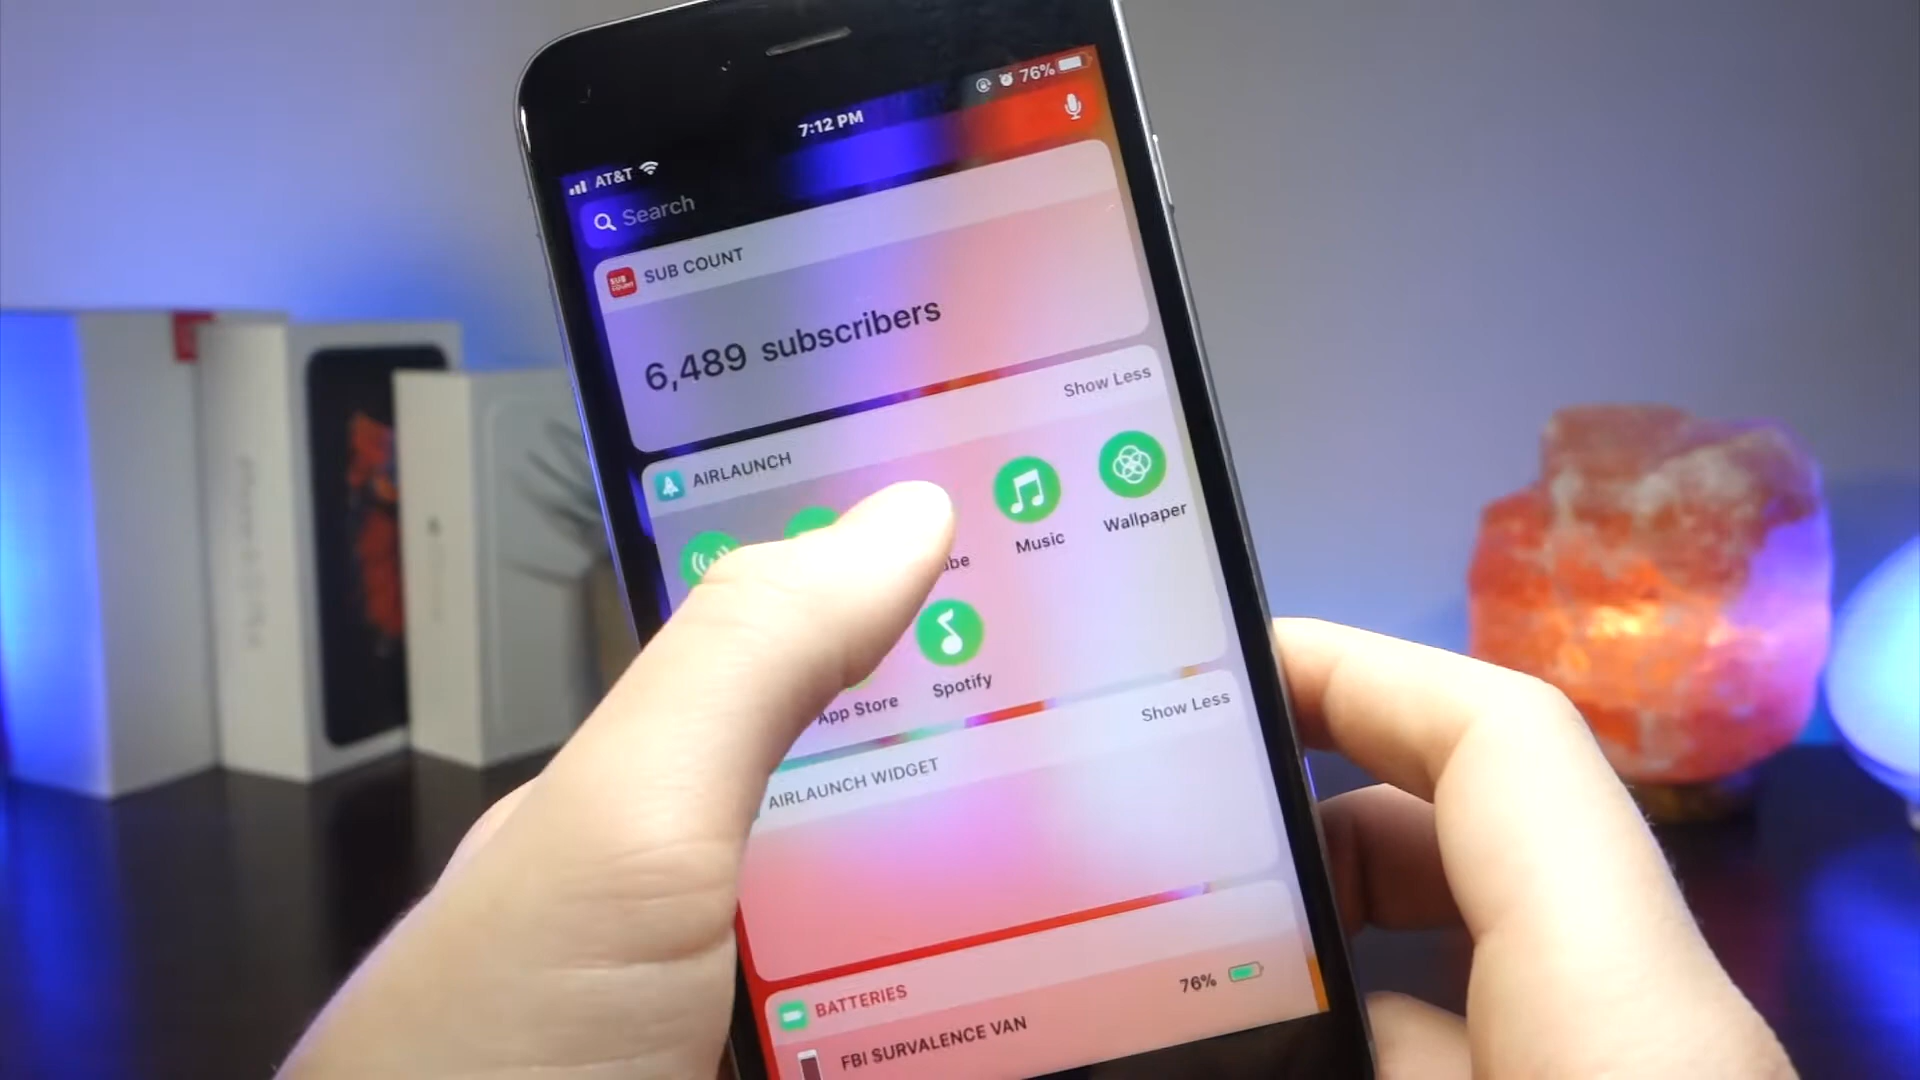 AT&T 7:12 PM 76%
Search
SUB COUNT
6,489 subscribers
Show Less
AIRLAUNCH
Music
Wallpaper
App Store
Spotify
Show Less
AIRLAUNCH WIDGET
BATTERIES
76%
FBI SURVALENCE VAN